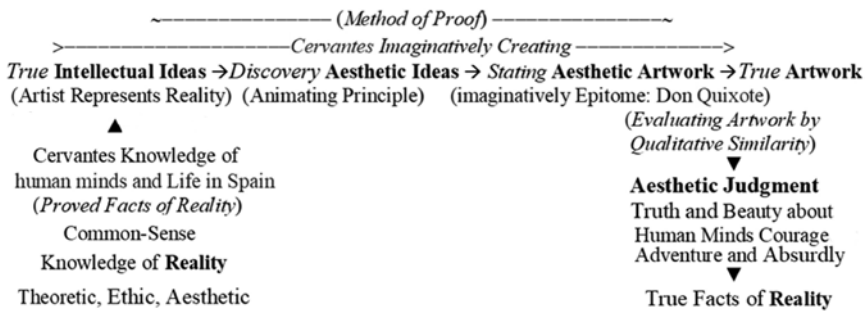 ~---------------- (Method of Proof) ----------------~
>--------------------Cervantes Imaginatively Creating ------------->
True Intellectual Ideas →Discovery Aesthetic Ideas → Stating Aesthetic Artwork →True Artwork
(Artist Represents Reality) (Animating Principle) (imaginatively Epitome: Don Quixote)
▲ (Evaluating Artwork by
Qualitative Similarity)
▼
Cervantes Knowledge of
human minds and Life in Spain
(Proved Facts of Reality)
Common-Sense
Knowledge of Reality
Theoretic, Ethic, Aesthetic
Aesthetic Judgment
Truth and Beauty about
Human Minds Courage
Adventure and Absurdly
▼
True Facts of Reality